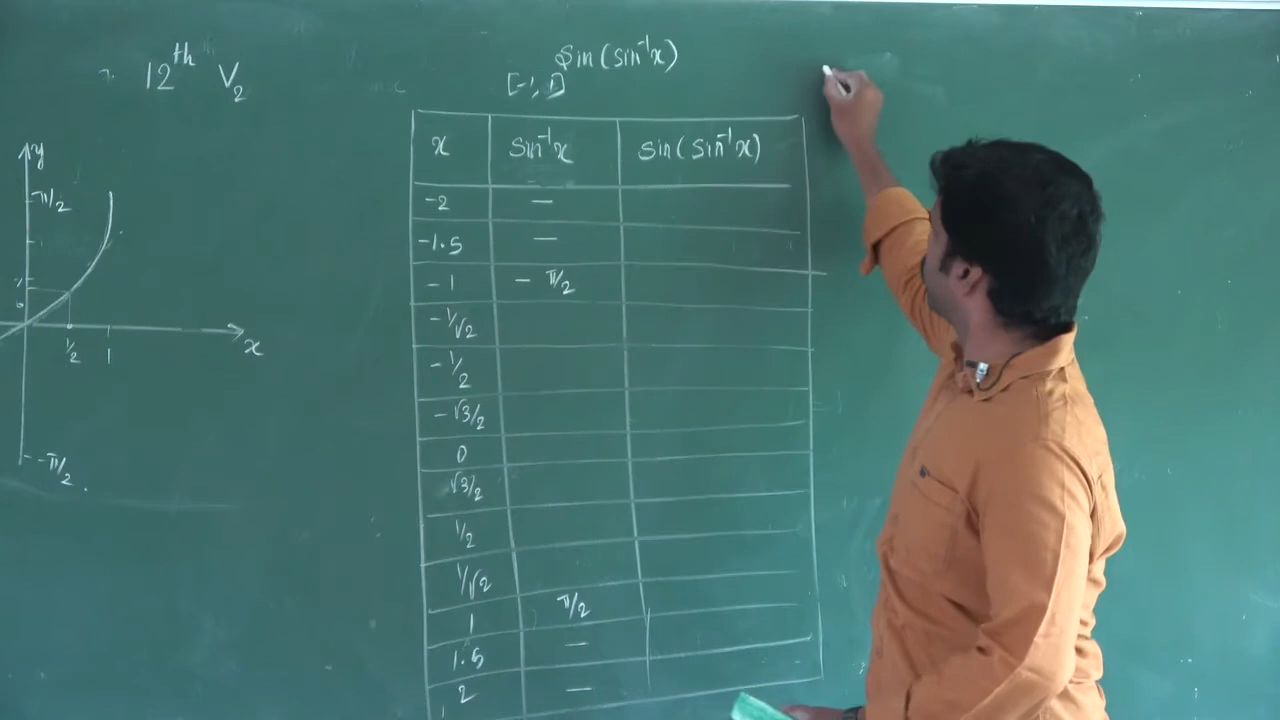 12th V2
Sin(Sin⁻¹x)
[-1, 1]
x Sin⁻¹x Sin(Sin⁻¹x)
-2 —
-1.5 —
-1 - π/2
-1/√2
-1/2
-√3/2
0
√3/2
1/2
1/√2
1 π/2
1.5 —
2 —
y
π/2
1/2 1
x
-π/2